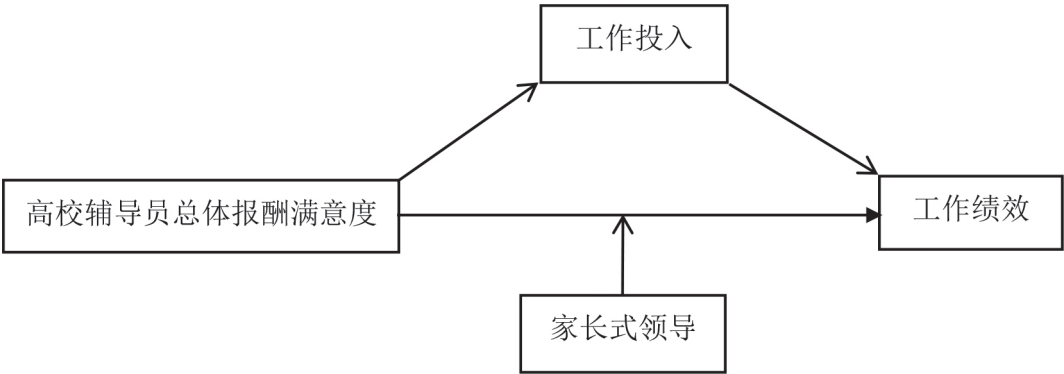 工作投入
高校辅导员总体报酬满意度
工作绩效
家长式领导